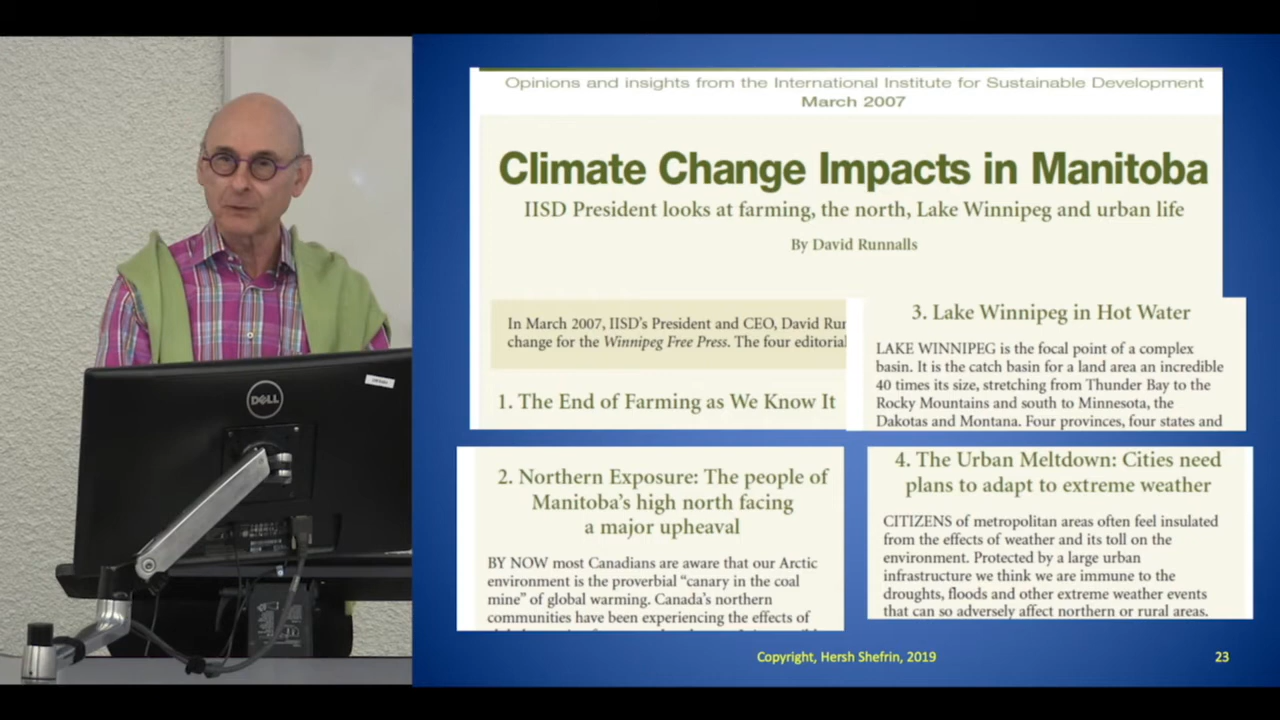 Opinions and insights from the International Institute for Sustainable Development
March 2007
Climate Change Impacts in Manitoba
IISD President looks at farming, the north, Lake Winnipeg and urban life
By David Runnalls
In March 2007, IISD's President and CEO, David Run
change for the Winnipeg Free Press. The four editorial
1. The End of Farming as We Know It
3. Lake Winnipeg in Hot Water
LAKE WINNIPEG is the focal point of a complex
basin. It is the catch basin for a land area an incredible
40 times its size, stretching from Thunder Bay to the
Rocky Mountains and south to Minnesota, the
Dakotas and Montana. Four provinces, four states and
2. Northern Exposure: The people of
Manitoba's high north facing
a major upheaval
BY NOW most Canadians are aware that our Arctic
environment is the proverbial "canary in the coal
mine" of global warming. Canada's northern
communities have been experiencing the effects of
4. The Urban Meltdown: Cities need
plans to adapt to extreme weather
CITIZENS of metropolitan areas often feel insulated
from the effects of weather and its toll on the
environment. Protected by a large urban
infrastructure we think we are immune to the
droughts, floods and other extreme weather events
that can so adversely affect northern or rural areas.
Copyright, Hersh Shefrin, 2019
23
DELL